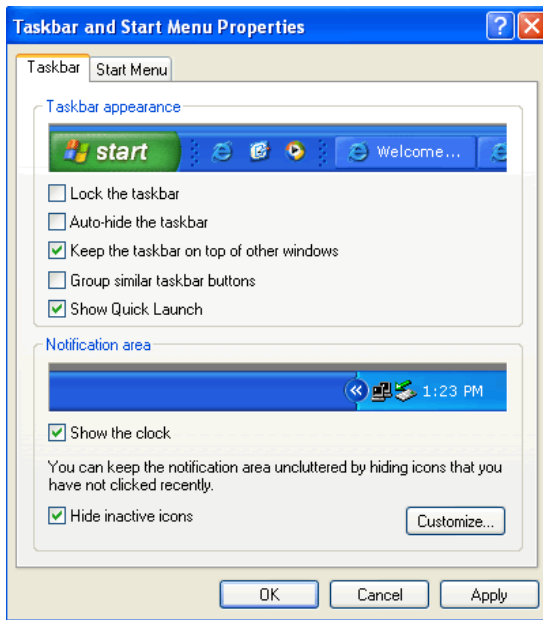 Taskbar and Start Menu Properties
Taskbar
Start Menu
Taskbar appearance
start
Welcome...
Lock the taskbar
Auto-hide the taskbar
Keep the taskbar on top of other windows
Group similar taskbar buttons
Show Quick Launch
Notification area
1:23 PM
Show the clock
You can keep the notification area uncluttered by hiding icons that you
have not clicked recently.
Hide inactive icons
Customize...
OK
Cancel
Apply